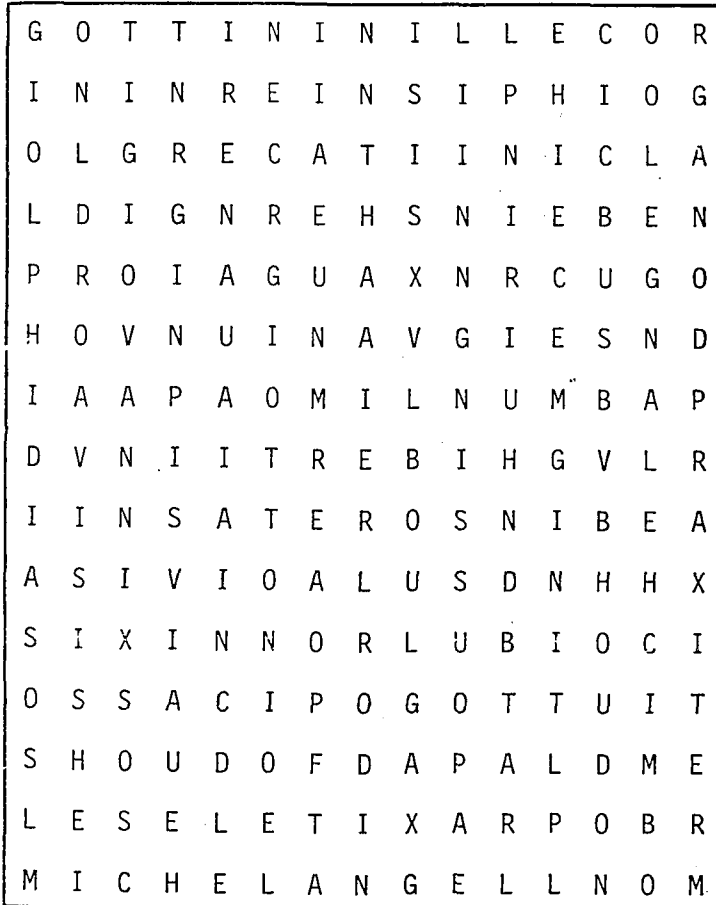 G O T T I N I N I L L E C O R
I N I N R E I N S I P H I O G
O L G R E C A T I I N I C L A
L D I G N R E H S N I E B E N
P R O I A G U A X N R C U G O
H O V N U I N A V G I E S N D
I A A P A O M I L N U M B A P
D V N I I T R E B I H G V L R
I I N S A T E R O S N I B E A
A S I V I O A L U S D N H H X
S I X I N N O R L U B I O C I
O S S A C I P O G O T T U I T
S H O U D O F D A P A L D M E
L E S E L E T I X A R P O B R
M I C H E L A N G E L L N O M